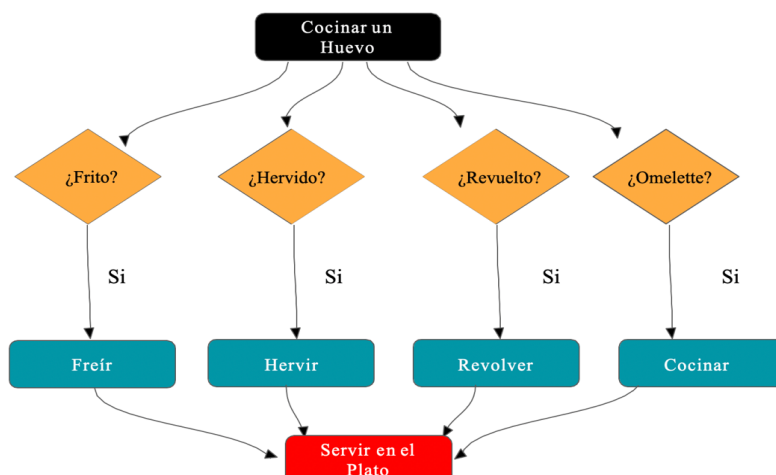 Cocinar un
Huevo
¿Frito?
¿Hervido?
¿Revuelto?
¿Omelette?
Si
Si
Si
Si
Freír
Hervir
Revolver
Cocinar
Servir en el
Plato